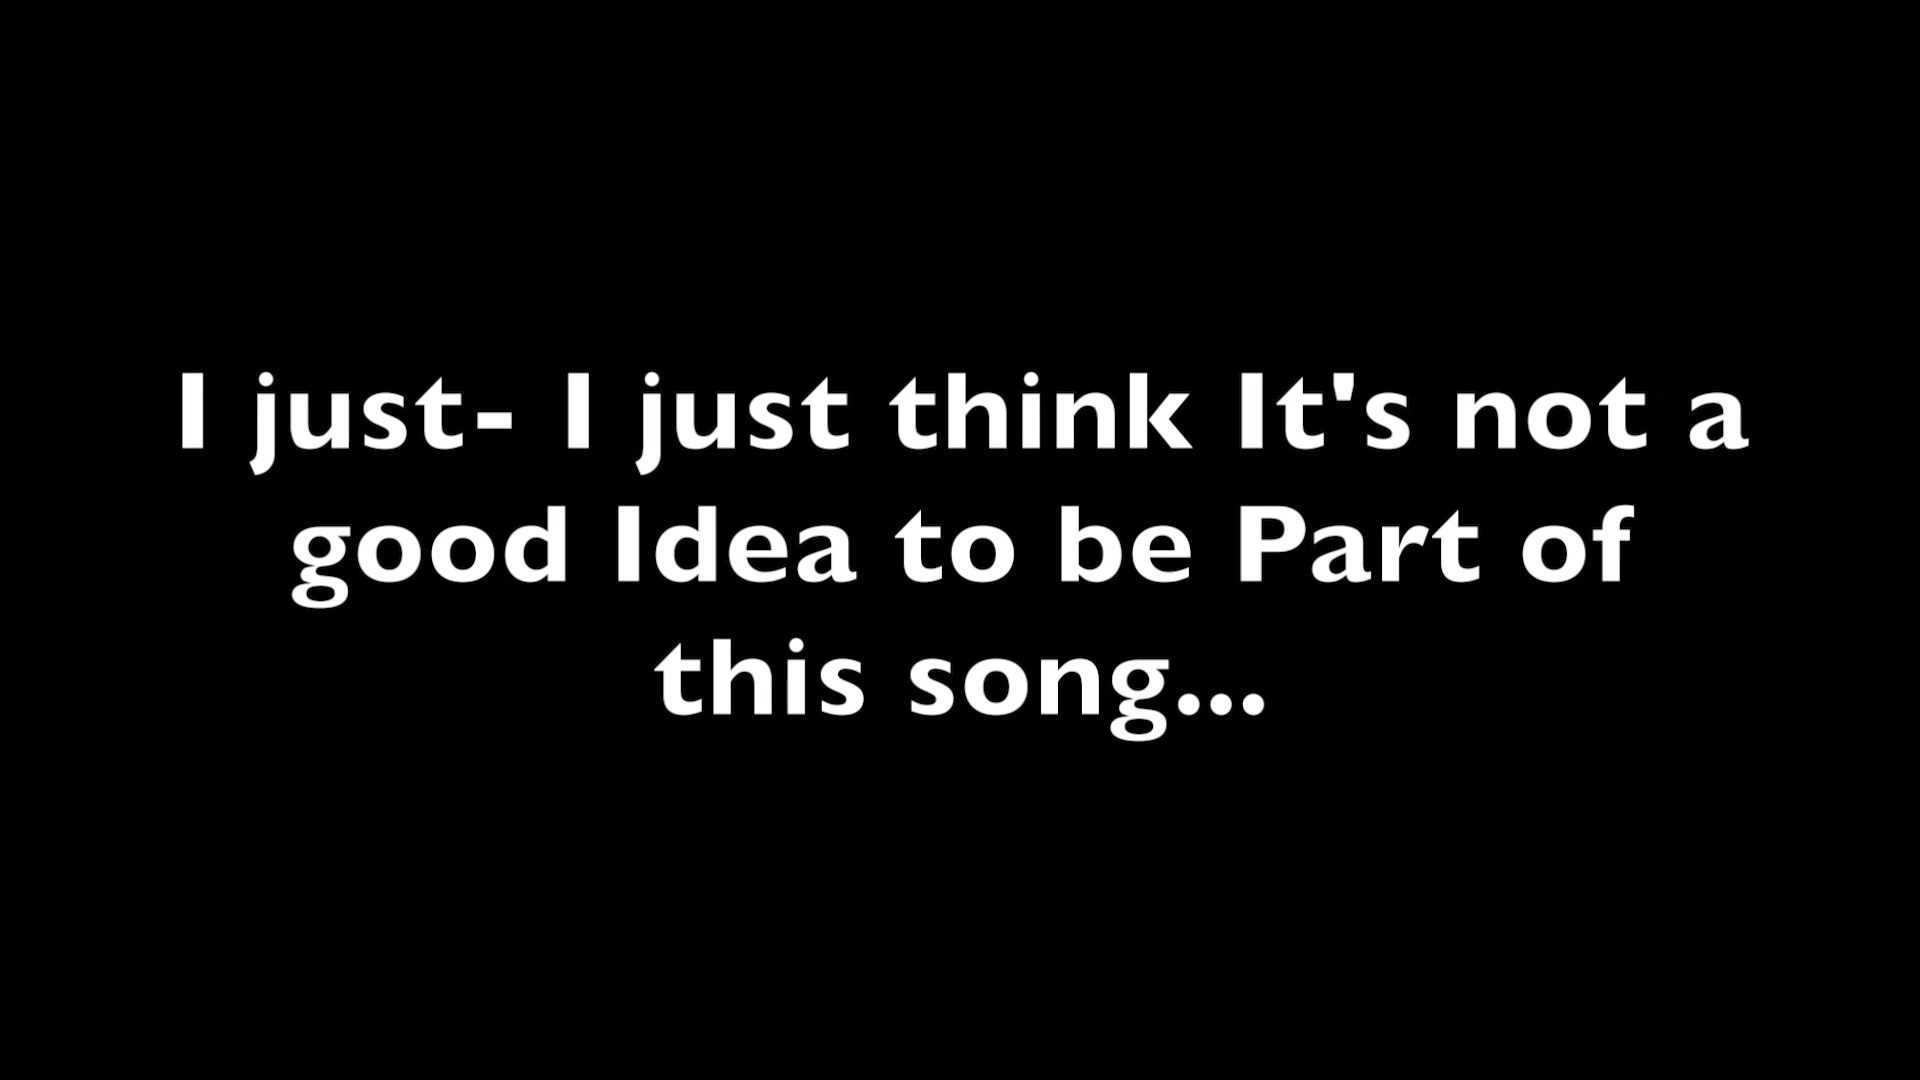 I just- I just think It's not a
good Idea to be Part of
this song...